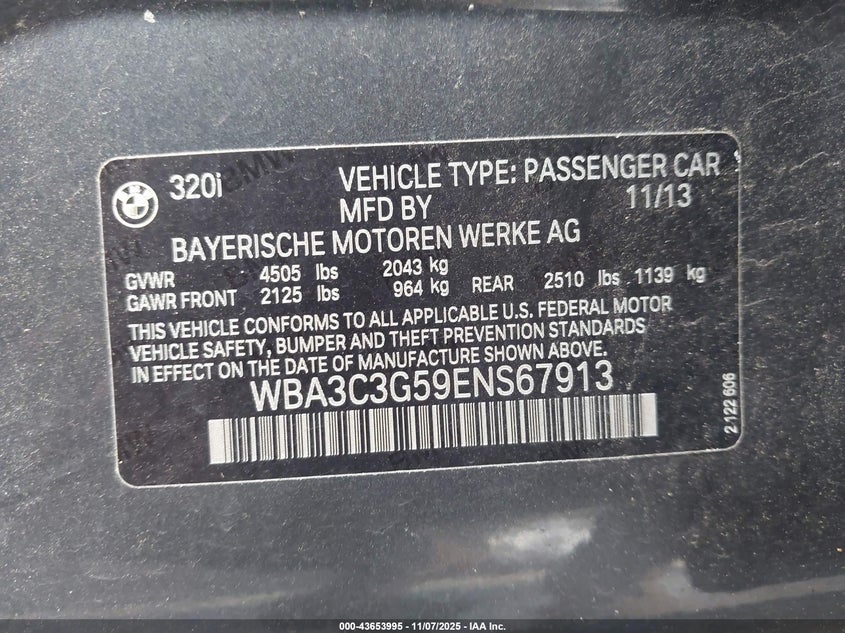 320i VEHICLE TYPE: PASSENGER CAR
MFD BY 11/13
BAYERISCHE MOTOREN WERKE AG
GVWR 4505 lbs 2043 kg
GAWR FRONT 2125 lbs 964 kg REAR 2510 lbs 1139 kg
THIS VEHICLE CONFORMS TO ALL APPLICABLE U.S. FEDERAL MOTOR
VEHICLE SAFETY, BUMPER AND THEFT PREVENTION STANDARDS
IN EFFECT ON THE DATE OF MANUFACTURE SHOWN ABOVE.
WBA3C3G59ENS67913
2 122 606
000-43653995 - 11/07/2025 - IAA Inc.